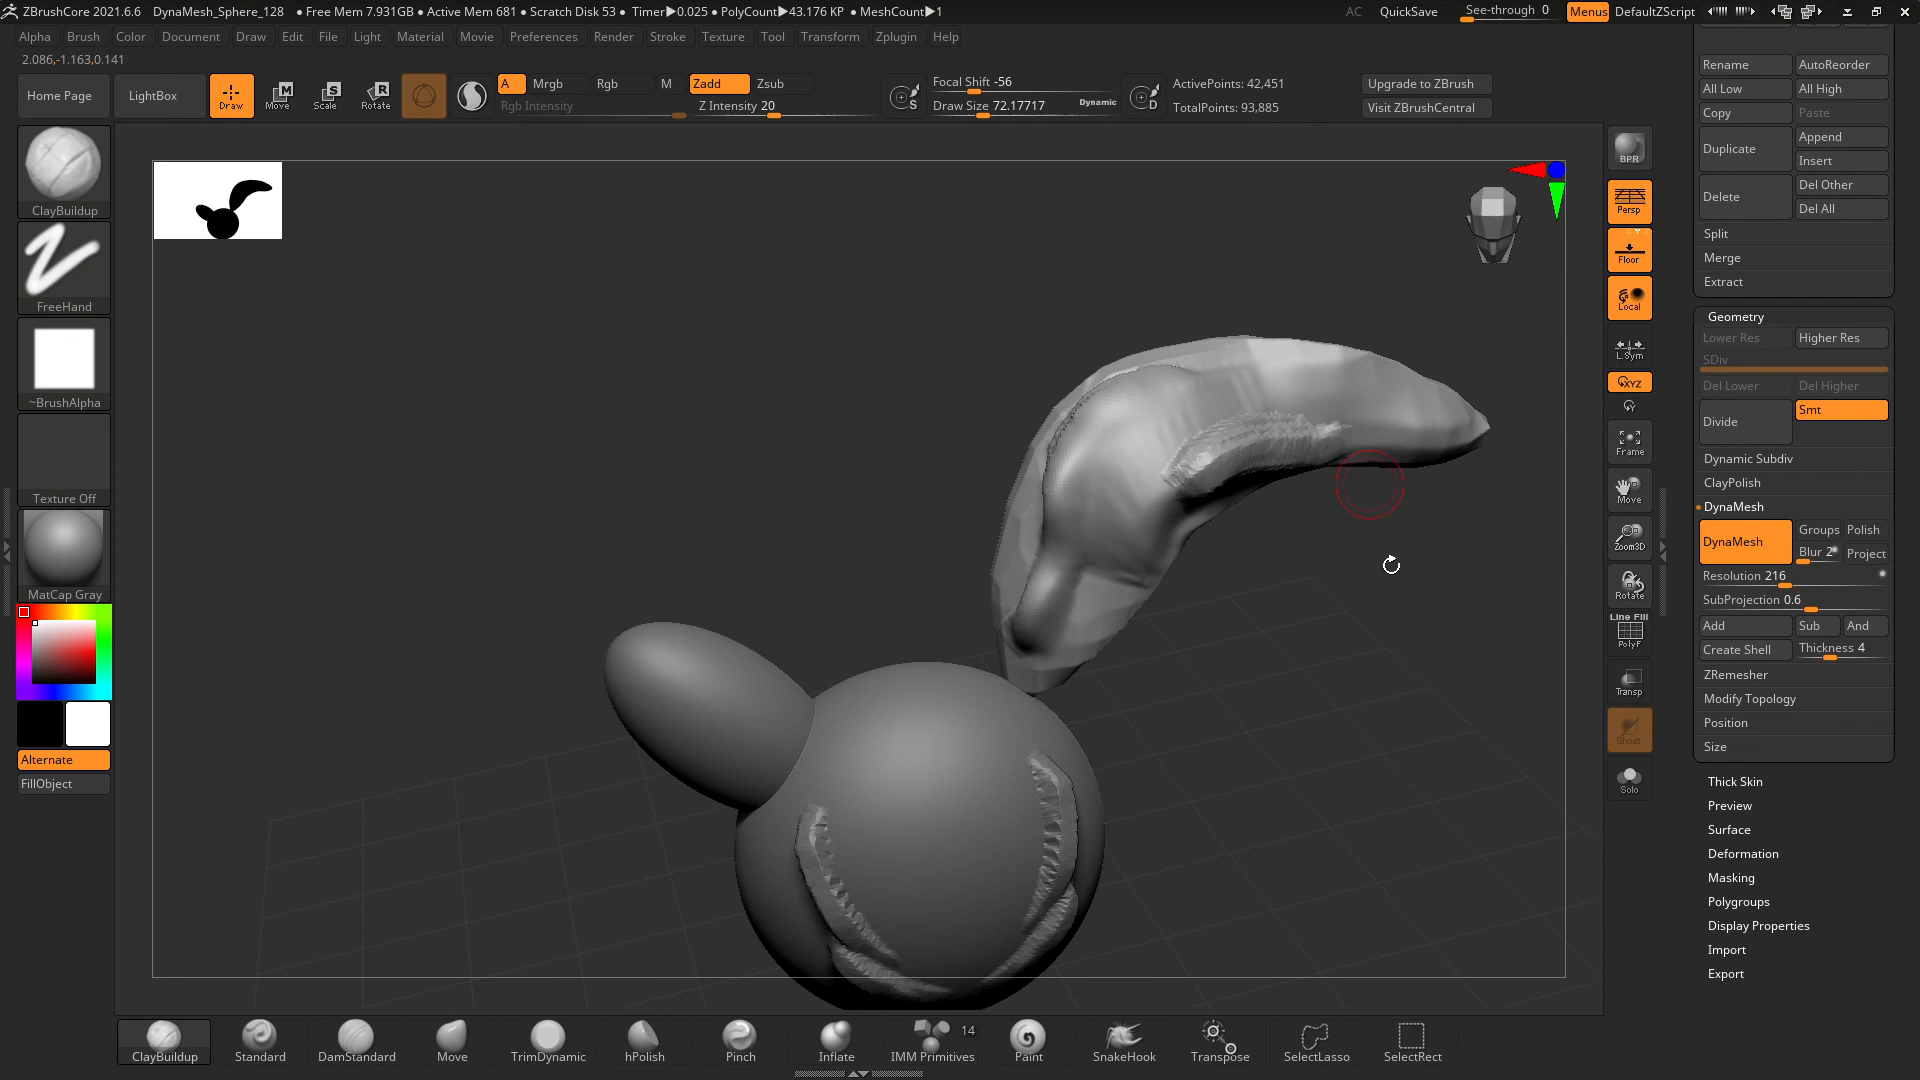 ZBrushCore 2021.6.6 DynaMesh_Sphere_128 ● Free Mem 7.931GB ● Active Mem 681 ● Scratch Disk 53 ● Timer▶0.025 ● PolyCount▶43.176 KP ● MeshCount▶1 AC QuickSave See-through 0 Menus DefaultZScript
Alpha Brush Color Document Draw Edit File Light Material Movie Preferences Render Stroke Texture Tool Transform Zplugin Help
2.086,-1.163,0.141
Home Page LightBox Draw Move Scale Rotate A Mrgb Rgb M Zadd Zsub
Rgb Intensity Z Intensity 20
S Focal Shift -56
Draw Size 72.17717 Dynamic D
ActivePoints: 42,451
TotalPoints: 93,885
Upgrade to ZBrush
Visit ZBrushCentral
ClayBuildup
FreeHand
~BrushAlpha
Texture Off
MatCap Gray
Alternate
FillObject
BPR
Persp
Floor
Local
L.Sym
XYZ
Y
Frame
Move
Zoom3D
Rotate
Line Fill
PolyF
Transp
Ghost
Solo
Rename AutoReorder
All Low All High
Copy Paste
Duplicate Append
Insert
Delete Del Other
Del All
Split
Merge
Extract
Geometry
Lower Res Higher Res
SDiv
Del Lower Del Higher
Divide Smt
Dynamic Subdiv
ClayPolish
DynaMesh
DynaMesh Groups Polish
Blur 2 Project
Resolution 216
SubProjection 0.6
Add Sub And
Create Shell Thickness 4
ZRemesher
Modify Topology
Position
Size
Thick Skin
Preview
Surface
Deformation
Masking
Polygroups
Display Properties
Import
Export
14
ClayBuildup Standard DamStandard Move TrimDynamic hPolish Pinch Inflate IMM Primitives Paint SnakeHook Transpose SelectLasso SelectRect